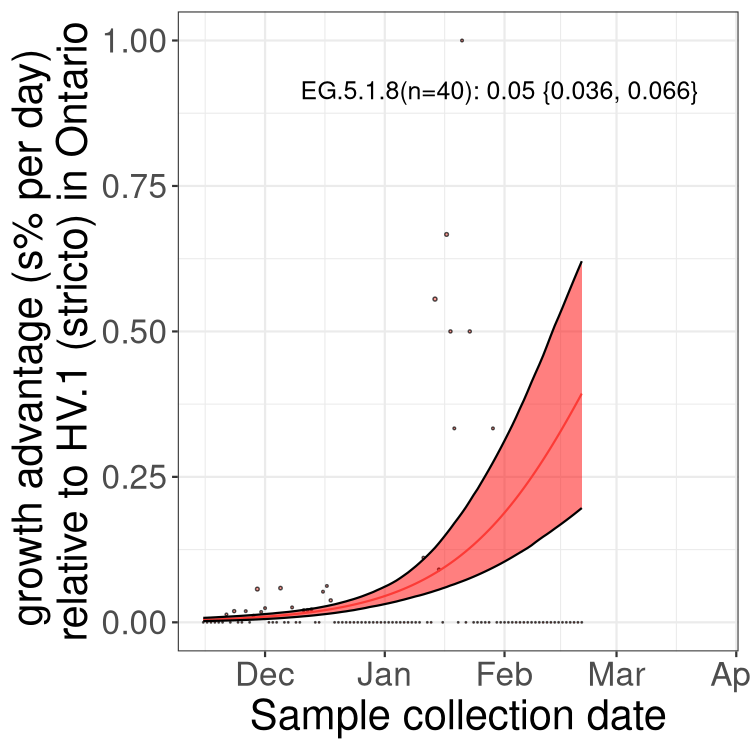 growth advantage (s% per day)
relative to HV.1 (stricto) in Ontario
1.00
0.75
0.50
0.25
0.00
EG.5.1.8(n=40): 0.05 {0.036, 0.066}
Dec Jan Feb Mar Ap
Sample collection date